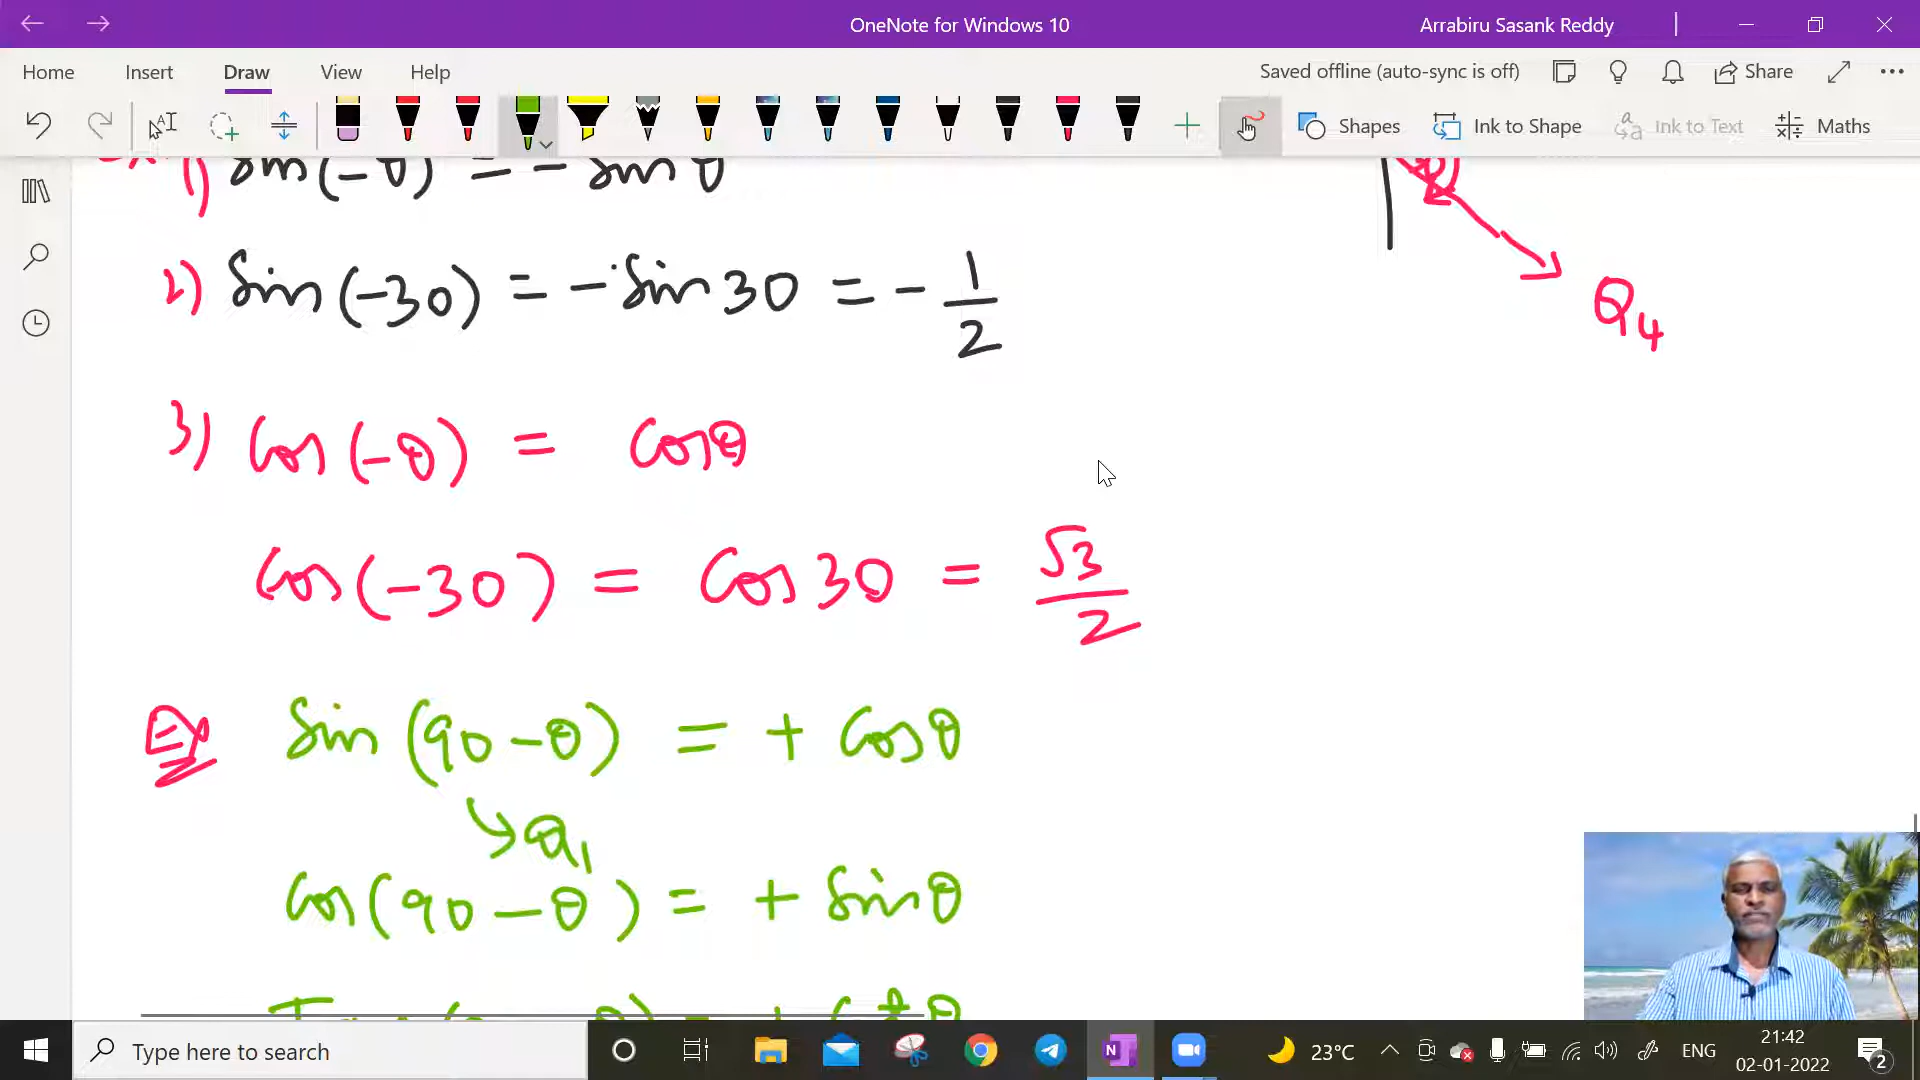 OneNote for Windows 10
Arrabiru Sasank Reddy
Home Insert Draw View Help
Saved offline (auto-sync is off)
Share
Shapes
Ink to Shape
Ink to Text
Maths
1) Sin(-θ) = - Sinθ
2) Sin(-30) = - Sin30 = - 1/2
Q4
3) Cos(-θ) = Cosθ
Cos(-30) = Cos30 = √3/2
Ex Sin(90-θ) = + Cosθ
Q1
Cos(90-θ) = + Sinθ
Type here to search
N
23°C
ENG
21:42
02-01-2022
2